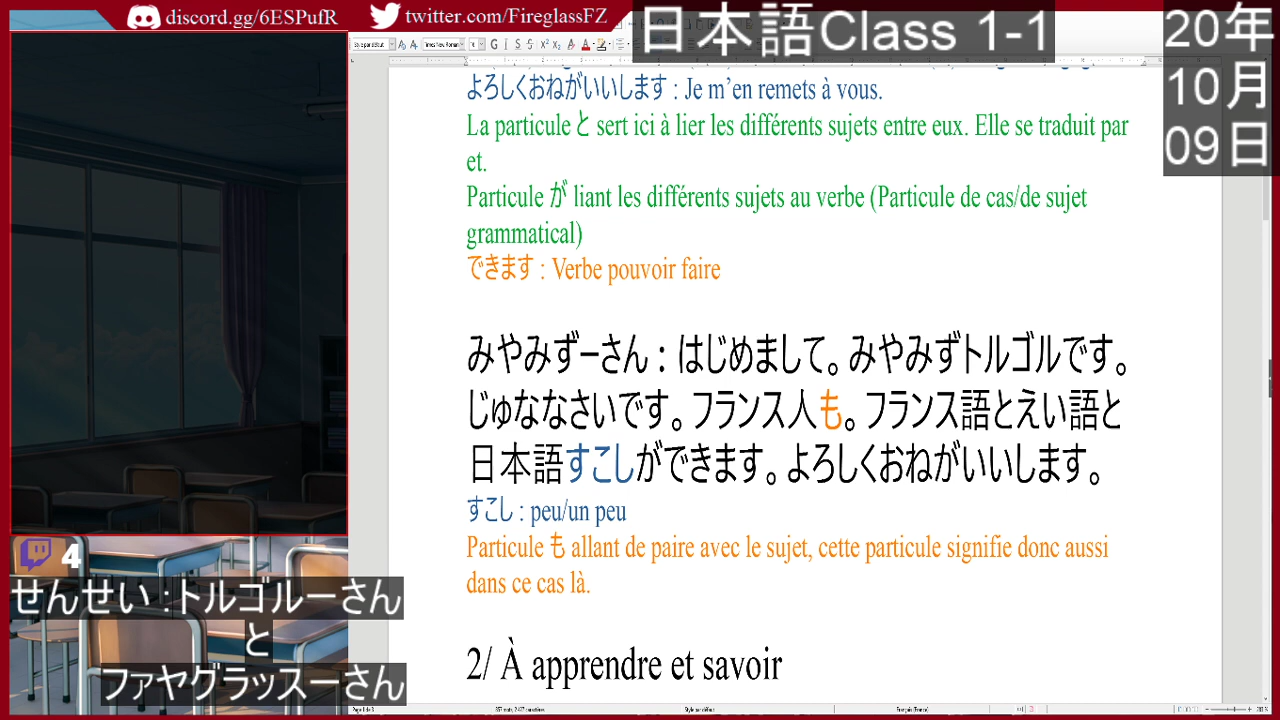 discord.gg/6ESPufR
twitter.com/FireglassFZ
日本語Class 1-1
20年
10月
09日
よろしくおねがいいします : Je m'en remets à vous.
La particule と sert ici à lier les différents sujets entre eux. Elle se traduit par
et.
Particule が liant les différents sujets au verbe (Particule de cas/de sujet
grammatical)
できます : Verbe pouvoir faire
みやみずーさん : はじめまして。みやみずトルゴルです。
じゅななさいです。フランス人も。フランス語とえい語と
日本語すこしができます。よろしくおねがいいします。
すこし : peu/un peu
Particule も allant de paire avec le sujet, cette particule signifie donc aussi
dans ce cas là.
2/ À apprendre et savoir
4
せんせい :トルゴルーさん
と
ファヤグラッスーさん